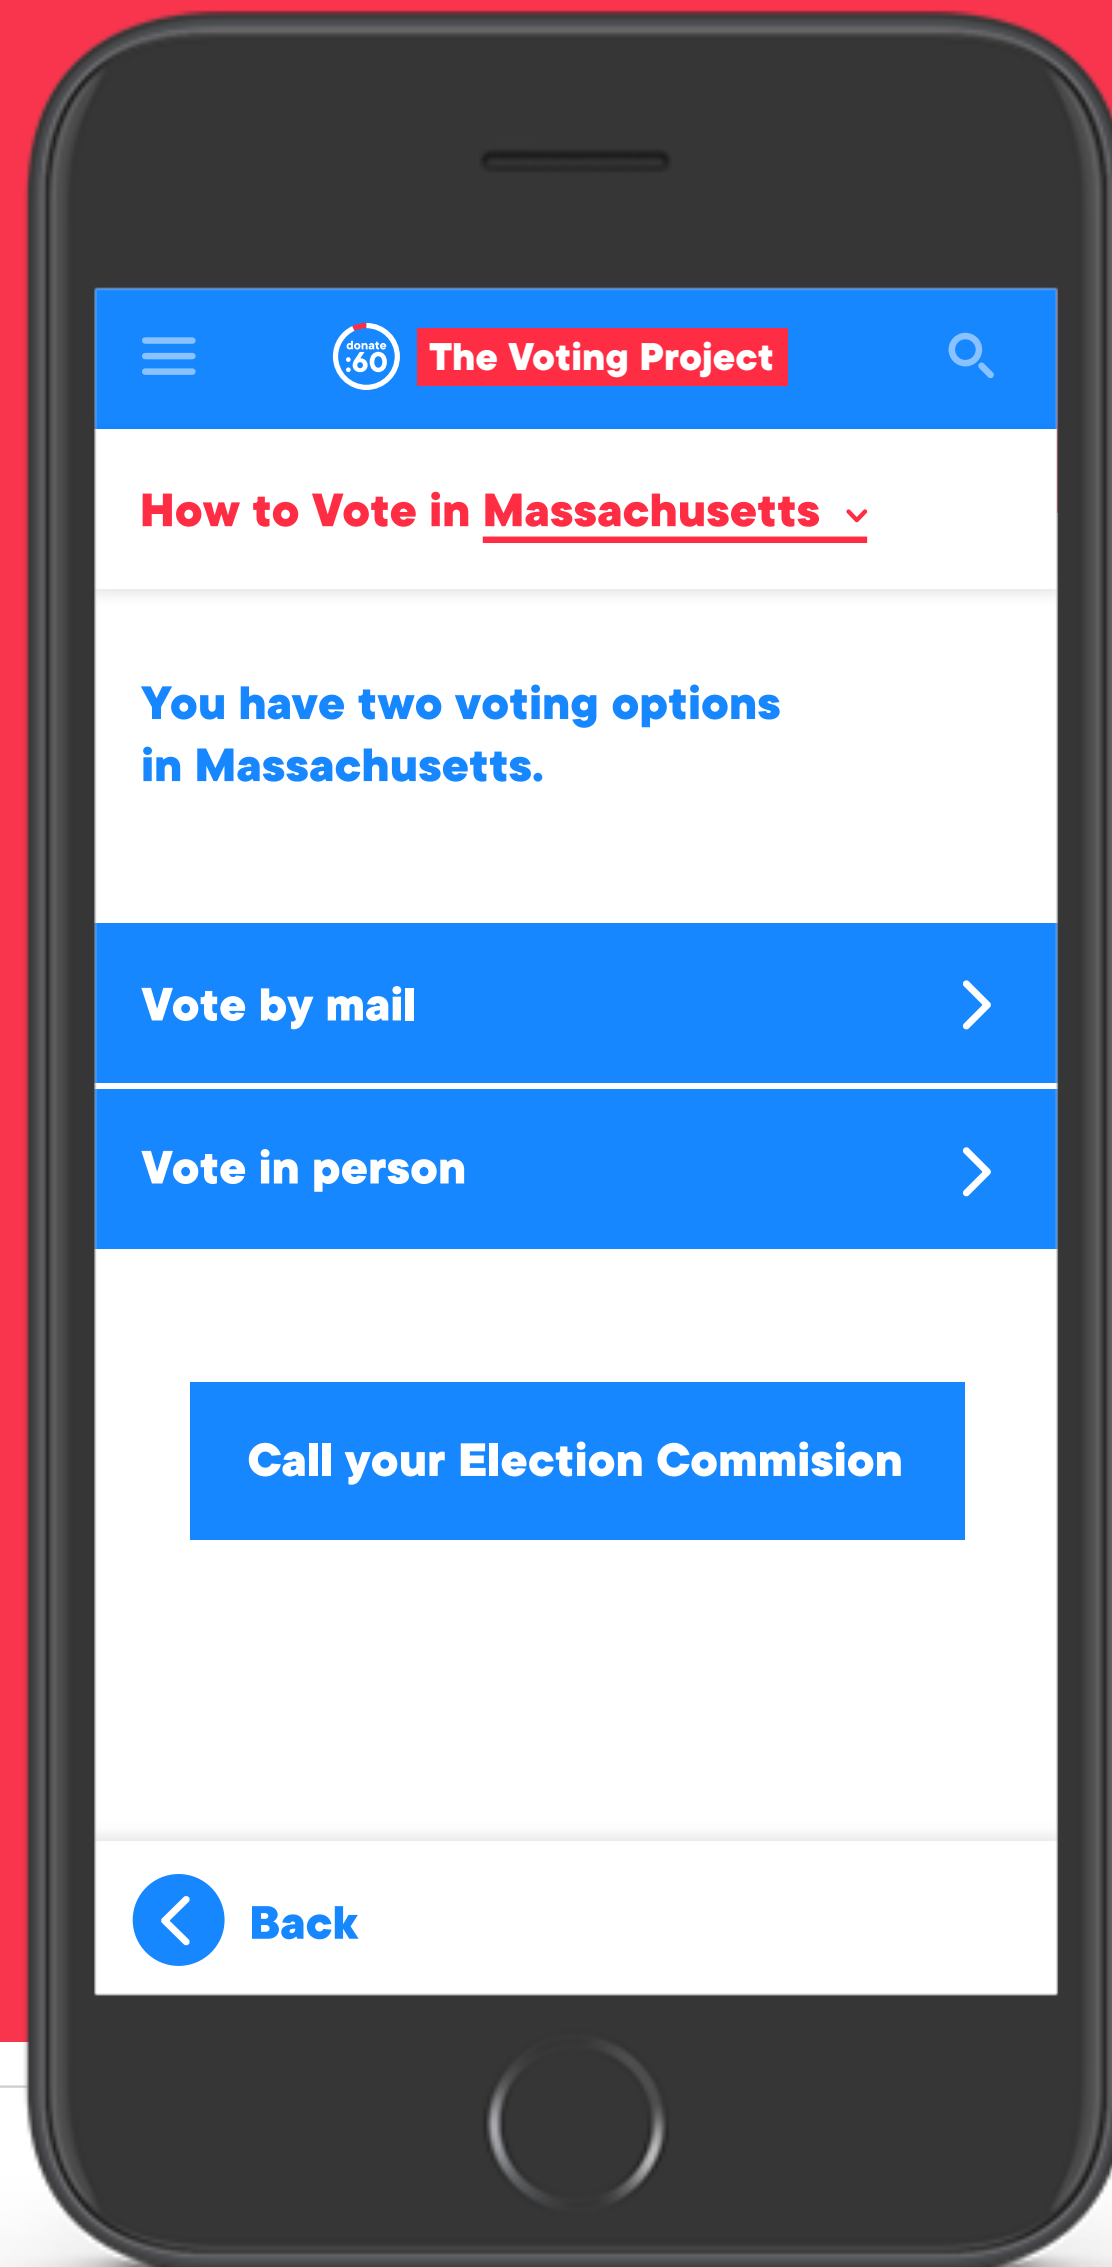 donate
:60
The Voting Project
How to Vote in Massachusetts
You have two voting options
in Massachusetts.
Vote by mail
Vote in person
Call your Election Commision
Back